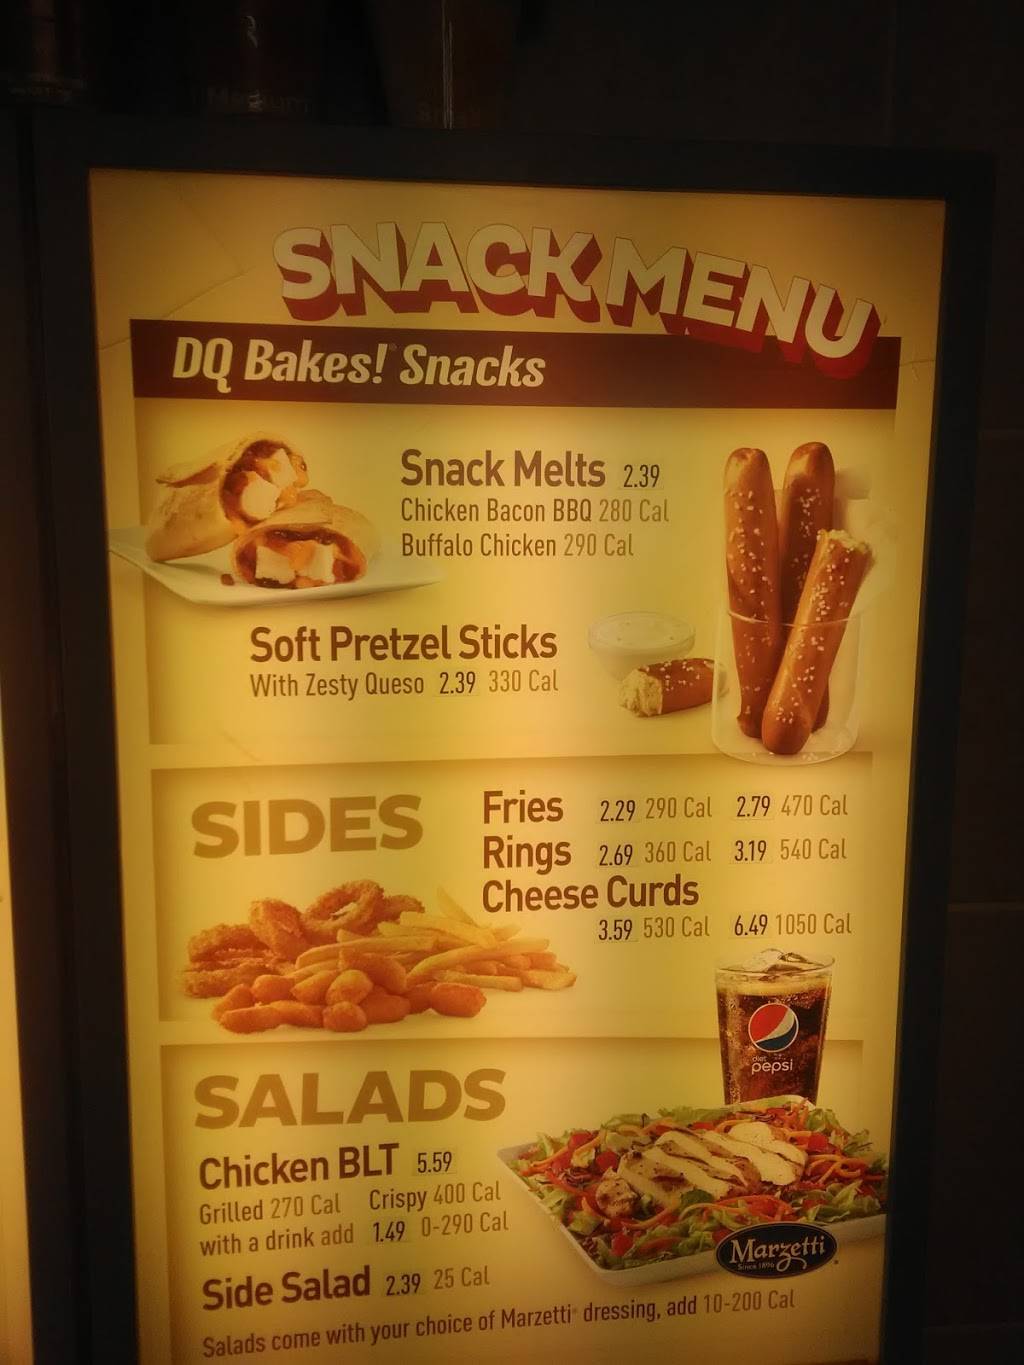 SNACK MENU
DQ Bakes!® Snacks
Snack Melts 2.39
Chicken Bacon BBQ 280 Cal
Buffalo Chicken 290 Cal
Soft Pretzel Sticks
With Zesty Queso 2.39 330 Cal
SIDES
Fries 2.29 290 Cal 2.79 470 Cal
Rings 2.69 360 Cal 3.19 540 Cal
Cheese Curds
3.59 530 Cal 6.49 1050 Cal
diet
pepsi
SALADS
Chicken BLT 5.59
Grilled 270 Cal Crispy 400 Cal
with a drink add 1.49 0-290 Cal
Side Salad 2.39 25 Cal
Salads come with your choice of Marzetti® dressing, add 10-200 Cal
Marzetti
Since 1896